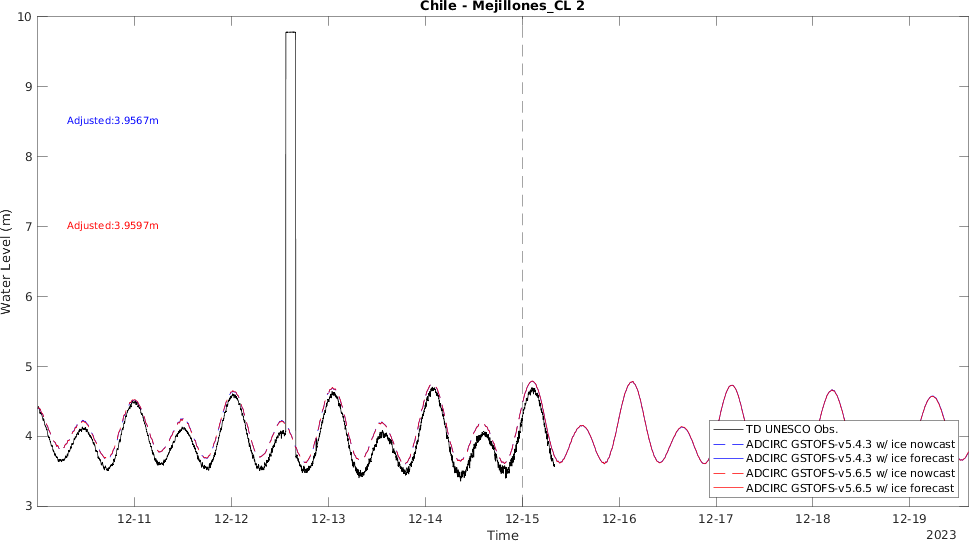 Chile - Mejillones_CL 2
10
9
8
7
6
5
4
3
Water Level (m)
Adjusted:3.9567m
Adjusted:3.9597m
TD UNESCO Obs.
ADCIRC GSTOFS-v5.4.3 w/ ice nowcast
ADCIRC GSTOFS-v5.4.3 w/ ice forecast
ADCIRC GSTOFS-v5.6.5 w/ ice nowcast
ADCIRC GSTOFS-v5.6.5 w/ ice forecast
12-11 12-12 12-13 12-14 12-15 12-16 12-17 12-18 12-19
Time
2023